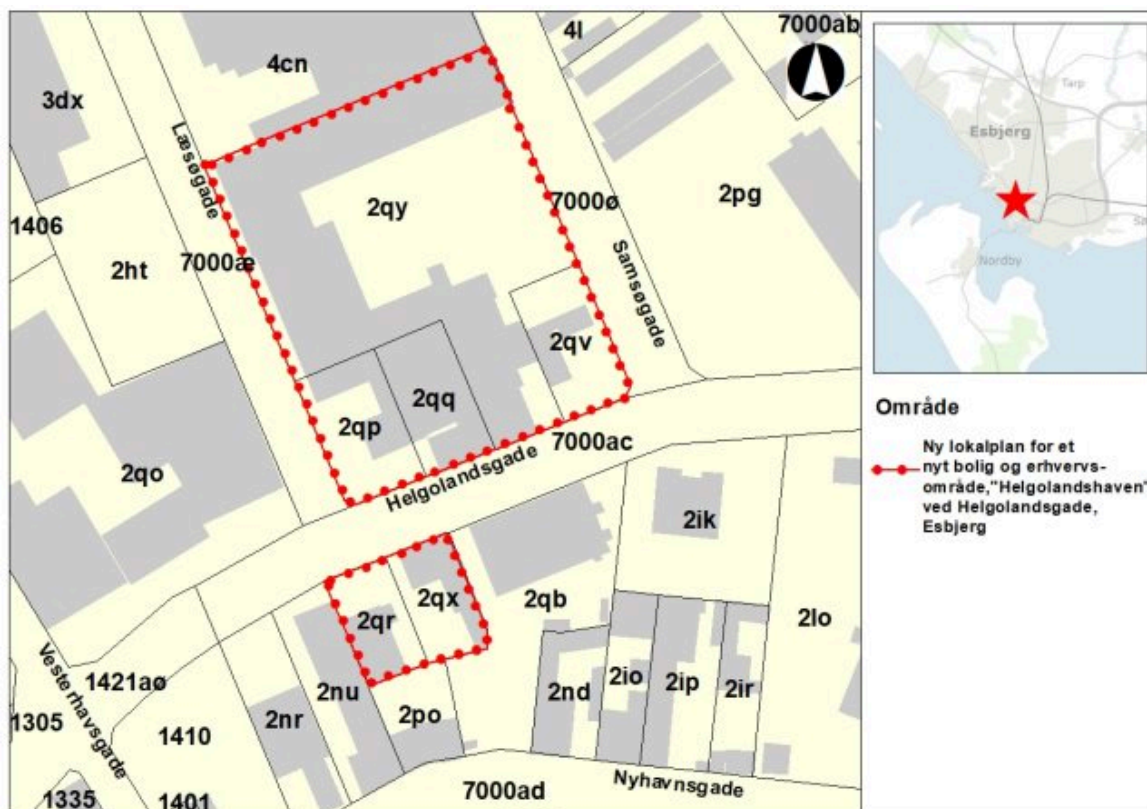 7000ab
4l
4cn
3dx
Læsøgade
2qy
7000ø
2pg
1406
7000æ
2ht
Samsøgade
2qv
2qq
2qp
7000ac
Helgolandsgade
2qo
2ik
2qx
2qb
2qr
2lo
Vesterhavsgade
1421aø
2nu
2nd
2io
2ip
2ir
1305
2nr
2po
1410
Nyhavnsgade
7000ad
1335
1401
Tarp
Esbjerg
Sa
Nordby
Område
Ny lokalplan for et
nyt bolig og erhvervs-
område,"Helgolandshaven"
ved Helgolandsgade,
Esbjerg